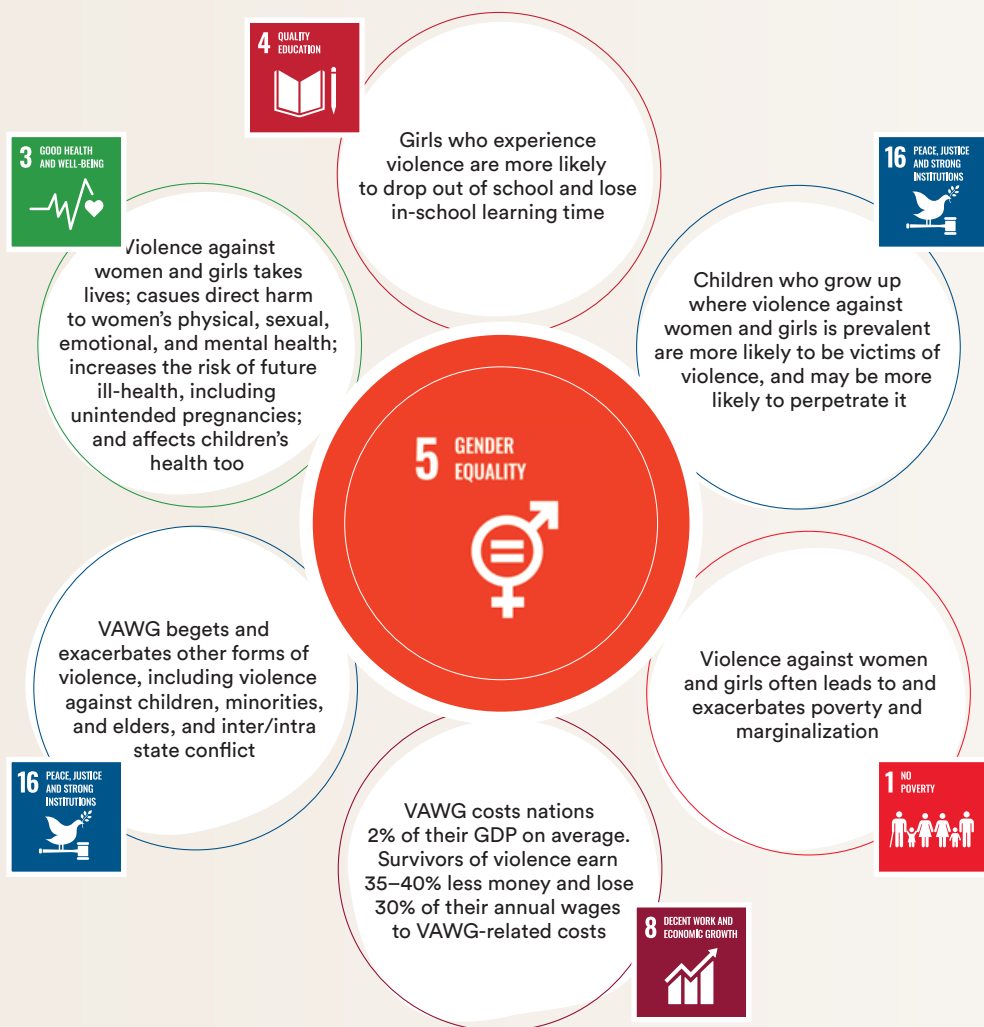 4 QUALITY
EDUCATION
Girls who experience
violence are more likely
to drop out of school and lose
in-school learning time
3 GOOD HEALTH
AND WELL-BEING
Violence against
women and girls takes
lives; casues direct harm
to women’s physical, sexual,
emotional, and mental health;
increases the risk of future
ill-health, including
unintended pregnancies;
and affects children’s
health too
16 PEACE, JUSTICE
AND STRONG
INSTITUTIONS
Children who grow up
where violence against
women and girls is prevalent
are more likely to be victims of
violence, and may be more
likely to perpetrate it
5 GENDER
EQUALITY
VAWG begets and
exacerbates other forms of
violence, including violence
against children, minorities,
and elders, and inter/intra
state conflict
16 PEACE, JUSTICE
AND STRONG
INSTITUTIONS
Violence against women
and girls often leads to and
exacerbates poverty and
marginalization
1 NO
POVERTY
VAWG costs nations
2% of their GDP on average.
Survivors of violence earn
35–40% less money and lose
30% of their annual wages
to VAWG-related costs
8 DECENT WORK AND
ECONOMIC GROWTH